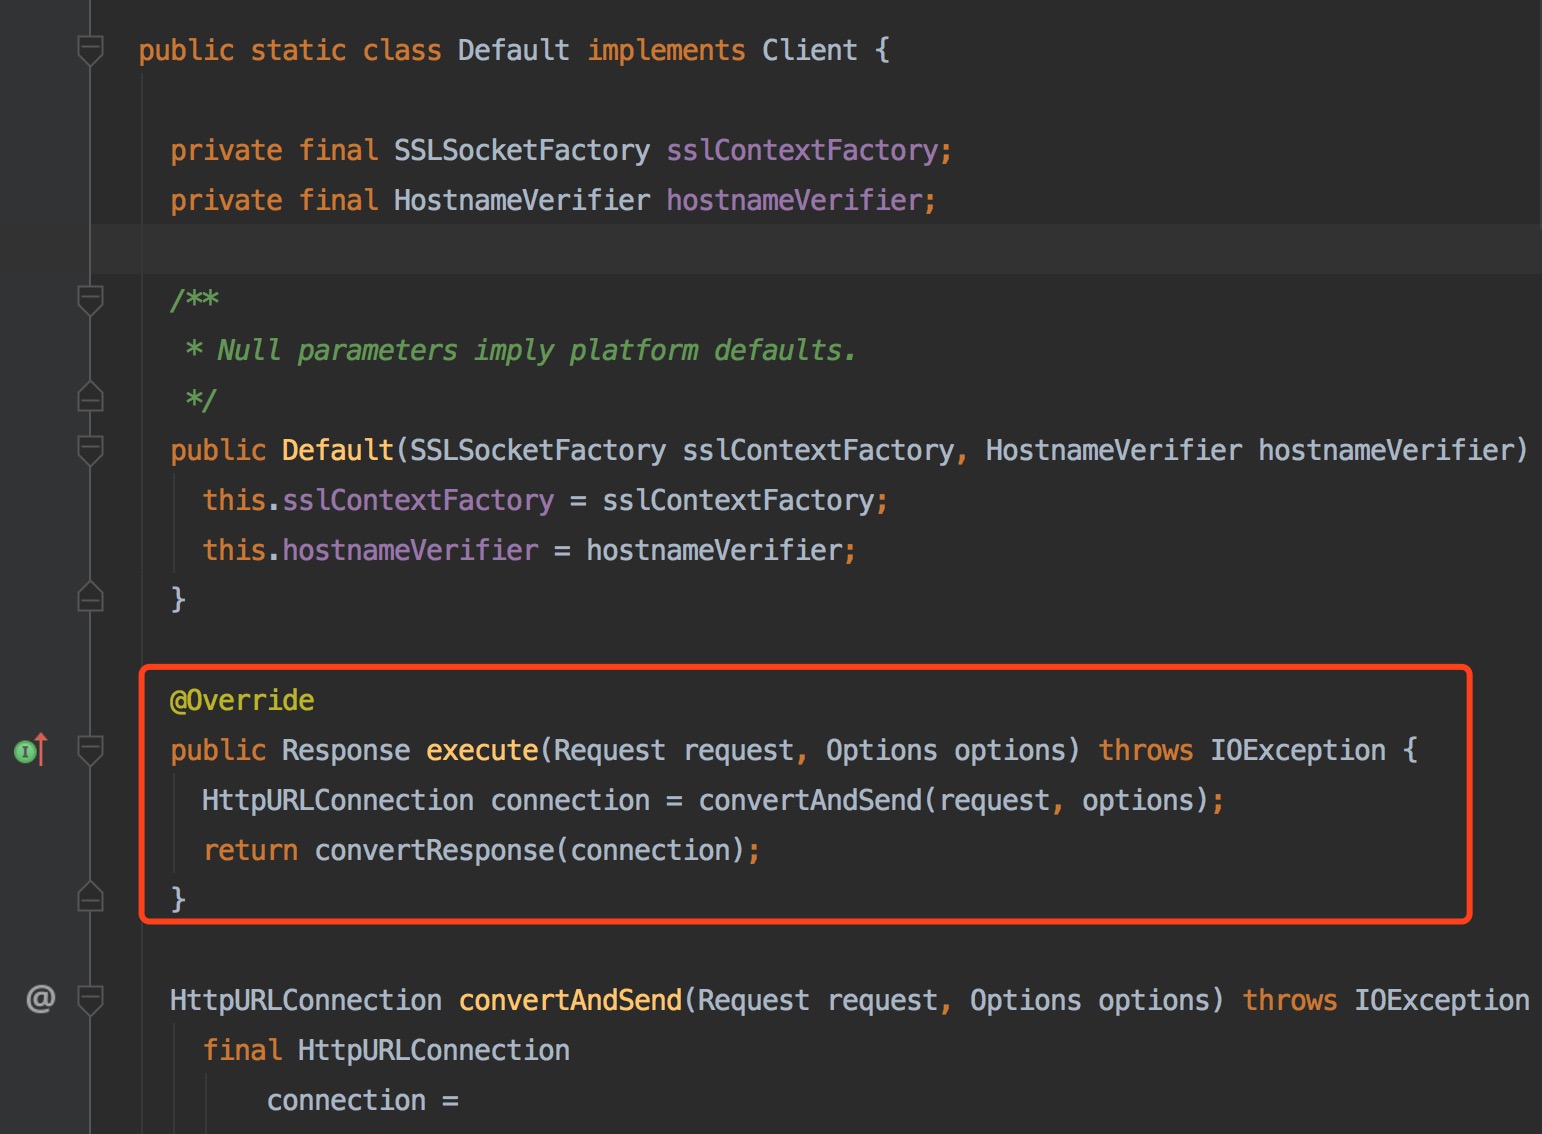 public static class Default implements Client {
private final SSLSocketFactory sslContextFactory;
private final HostnameVerifier hostnameVerifier;
/**
* Null parameters imply platform defaults.
*/
public Default(SSLSocketFactory sslContextFactory, HostnameVerifier hostnameVerifier)
this.sslContextFactory = sslContextFactory;
this.hostnameVerifier = hostnameVerifier;
}
@Override
public Response execute(Request request, Options options) throws IOException {
HttpURLConnection connection = convertAndSend(request, options);
return convertResponse(connection);
}
@ HttpURLConnection convertAndSend(Request request, Options options) throws IOException
final HttpURLConnection
connection =